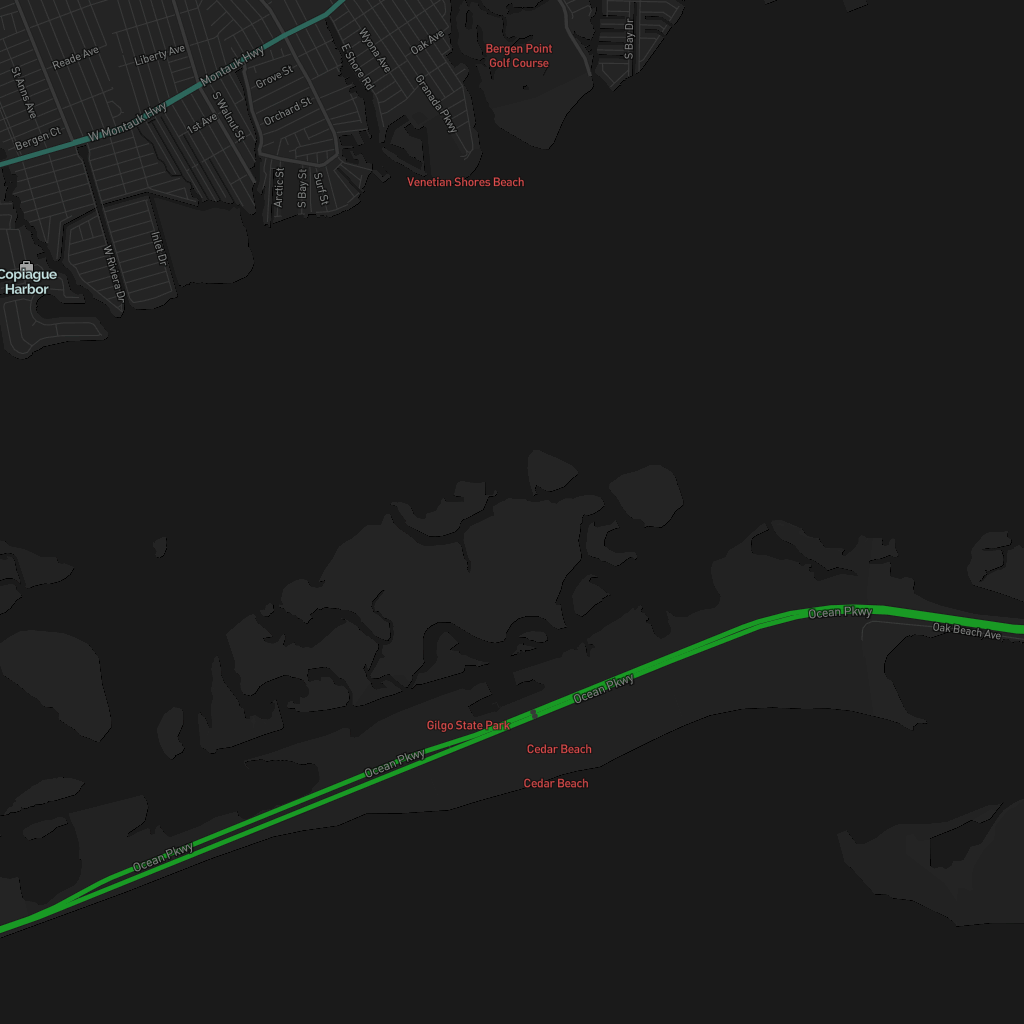 Bergen Point
Golf Course
S Bay Dr
Wyona Ave
Oak Ave
E Shore Rd
Granada Pkwy
Reade Ave
Liberty Ave
Montauk Hwy
Grove St
Orchard St
St Anns Ave
W Montauk Hwy
1st Ave
S Walnut St
Bergen Ct
Arctic St
S Bay St
Surf St
Venetian Shores Beach
W Riviera Dr
Inlet Dr
Copiague
Harbor
Ocean Pkwy
Oak Beach Ave
Ocean Pkwy
Gilgo State Park
Cedar Beach
Ocean Pkwy
Cedar Beach
Ocean Pkwy